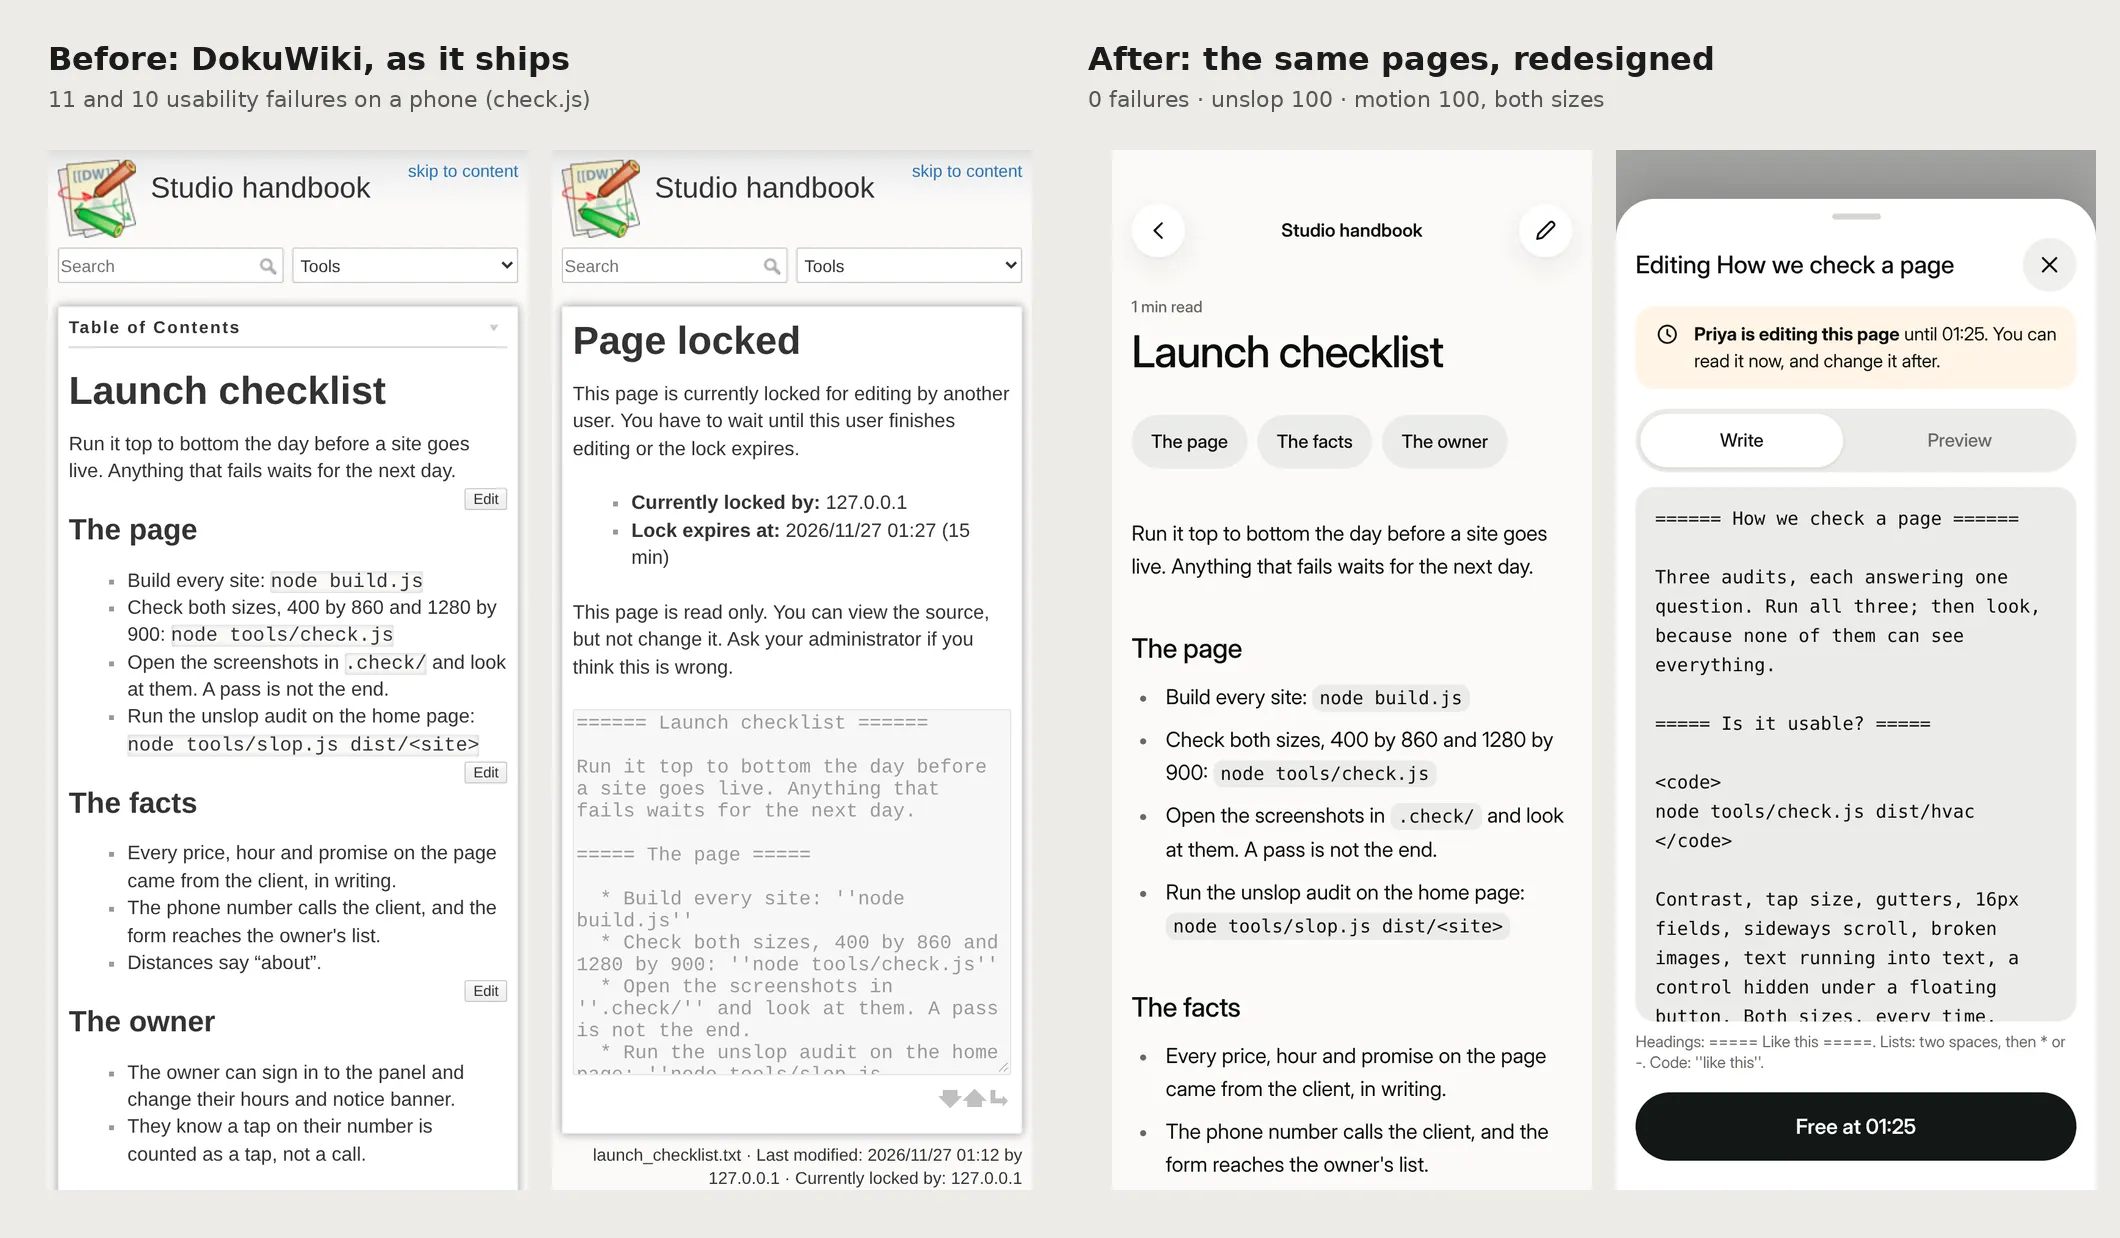 Before: DokuWiki, as it ships
11 and 10 usability failures on a phone (check.js)
[[DW]]
Studio handbook
skip to content
Search
Tools
Table of Contents
Launch checklist
Run it top to bottom the day before a site goes
live. Anything that fails waits for the next day.
Edit
The page
Build every site: node build.js
Check both sizes, 400 by 860 and 1280 by
900: node tools/check.js
Open the screenshots in .check/ and look
at them. A pass is not the end.
Run the unslop audit on the home page:
node tools/slop.js dist/<site>
Edit
The facts
Every price, hour and promise on the page
came from the client, in writing.
The phone number calls the client, and the
form reaches the owner's list.
Distances say “about”.
Edit
The owner
The owner can sign in to the panel and
change their hours and notice banner.
They know a tap on their number is
counted as a tap, not a call.
[[DW]]
Studio handbook
skip to content
Search
Tools
Page locked
This page is currently locked for editing by another
user. You have to wait until this user finishes
editing or the lock expires.
Currently locked by: 127.0.0.1
Lock expires at: 2026/11/27 01:27 (15
min)
This page is read only. You can view the source,
but not change it. Ask your administrator if you
think this is wrong.
====== Launch checklist ======
Run it top to bottom the day before
a site goes live. Anything that
fails waits for the next day.
===== The page =====
* Build every site: ''node
build.js''
* Check both sizes, 400 by 860 and
1280 by 900: ''node tools/check.js''
* Open the screenshots in
''.check/'' and look at them. A pass
is not the end.
* Run the unslop audit on the home
page: ''node tools/slop.js
launch_checklist.txt · Last modified: 2026/11/27 01:12 by
127.0.0.1 · Currently locked by: 127.0.0.1
After: the same pages, redesigned
0 failures · unslop 100 · motion 100, both sizes
Studio handbook
1 min read
Launch checklist
The page
The facts
The owner
Run it top to bottom the day before a site goes
live. Anything that fails waits for the next day.
The page
Build every site: node build.js
Check both sizes, 400 by 860 and 1280 by
900: node tools/check.js
Open the screenshots in .check/ and look
at them. A pass is not the end.
Run the unslop audit on the home page:
node tools/slop.js dist/<site>
The facts
Every price, hour and promise on the page
came from the client, in writing.
The phone number calls the client, and the
form reaches the owner's list.
Editing How we check a page
Priya is editing this page until 01:25. You can
read it now, and change it after.
Write
Preview
====== How we check a page ======
Three audits, each answering one
question. Run all three; then look,
because none of them can see
everything.
===== Is it usable? =====
<code>
node tools/check.js dist/hvac
</code>
Contrast, tap size, gutters, 16px
fields, sideways scroll, broken
images, text running into text, a
control hidden under a floating
button. Both sizes, every time.
Headings: ===== Like this =====. Lists: two spaces, then * or
-. Code: ''like this''.
Free at 01:25